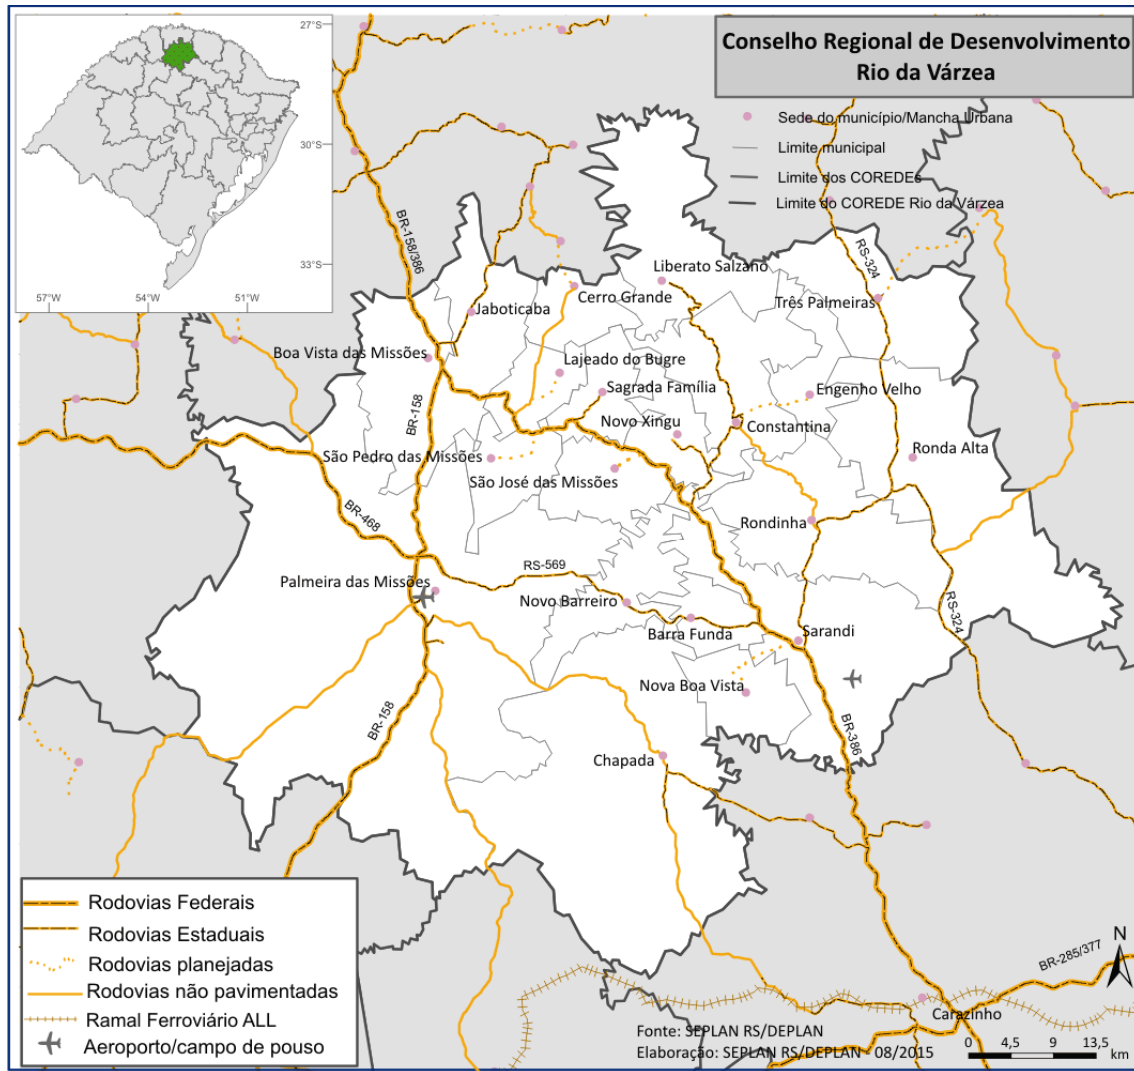 Conselho Regional de Desenvolvimento
Rio da Várzea
Sede do município/Mancha Urbana
Limite municipal
Limite dos COREDEs
Limite do COREDE Rio da Várzea
27°S
30°S
33°S
57°W
54°W
51°W
BR-158/386
RS-324
Liberato Salzano
Cerro Grande
Três Palmeiras
Jaboticaba
Boa Vista das Missões
Lajeado do Bugre
Sagrada Família
Engenho Velho
BR-158
Novo Xingu
Constantina
São Pedro das Missões
Ronda Alta
São José das Missões
BR-468
Rondinha
RS-569
Palmeira das Missões
Novo Barreiro
RS-324
Barra Funda
Sarandi
Nova Boa Vista
BR-158
BR-386
Chapada
Rodovias Federais
Rodovias Estaduais
Rodovias planejadas
Rodovias não pavimentadas
Ramal Ferroviário ALL
Aeroporto/campo de pouso
N
BR-285/377
Carazinho
Fonte: SEPLAN RS/DEPLAN
Elaboração: SEPLAN RS/DEPLAN - 08/2015
0 4,5 9 13,5
km